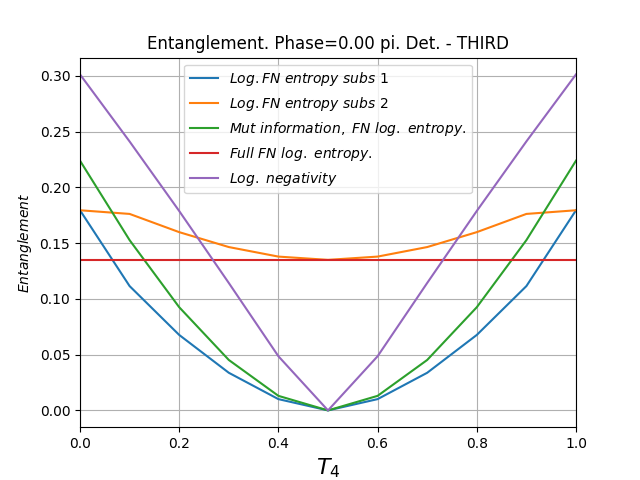 Entanglement. Phase=0.00 pi. Det. - THIRD
Log. FN entropy subs 1
Log. FN entropy subs 2
Mut information, FN log. entropy.
Full FN log. entropy.
Log. negativity
Entanglement
0.30
0.25
0.20
0.15
0.10
0.05
0.00
0.0 0.2 0.4 0.6 0.8 1.0
T₄